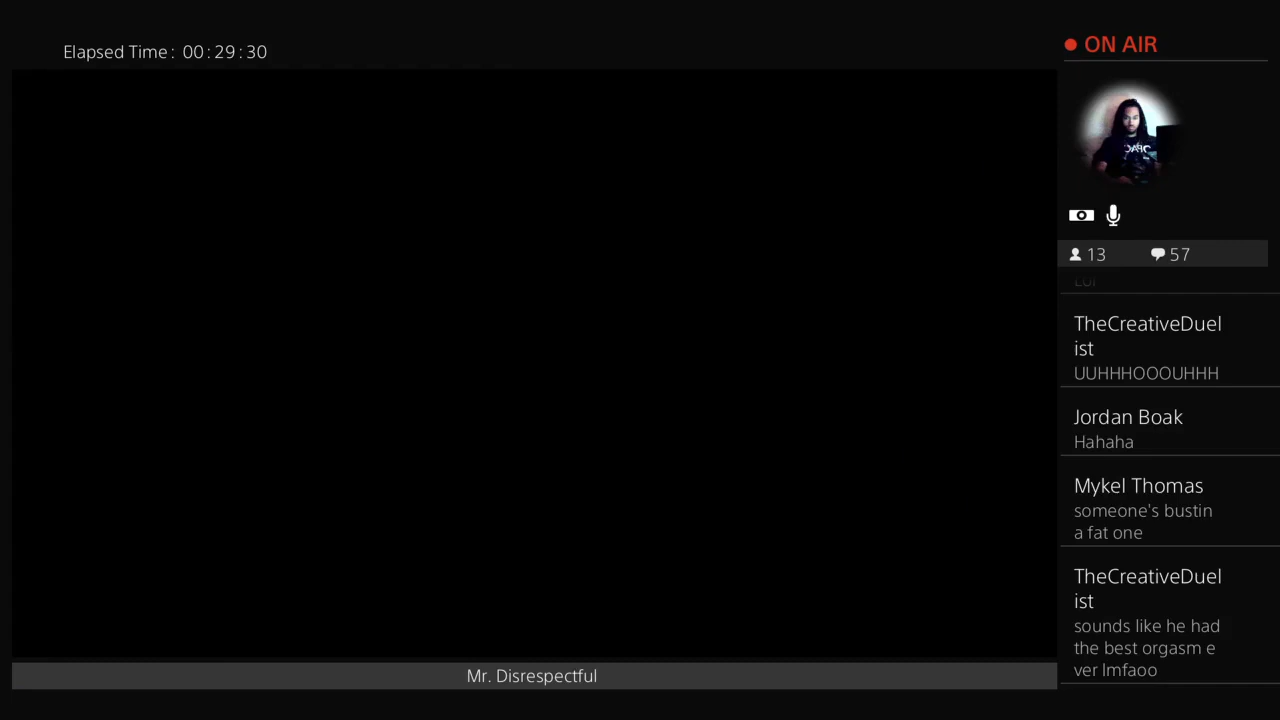 Elapsed Time: 00:29:30
ON AIR
13 57
TheCreativeDuel
ist
UUHHHOOOUHHH
Jordan Boak
Hahaha
Mykel Thomas
someone's bustin
a fat one
TheCreativeDuel
ist
sounds like he had
the best orgasm e
ver lmfaoo
Mr. Disrespectful